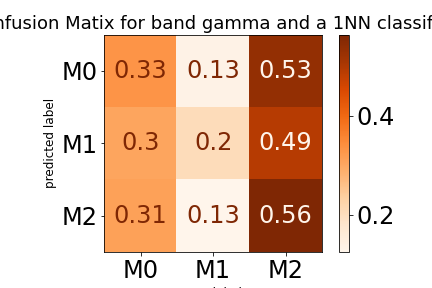 nfusion Matix for band gamma and a 1NN classif
predicted label
M0 0.33 0.13 0.53
M1 0.3 0.2 0.49
M2 0.31 0.13 0.56
M0 M1 M2
0.4
0.2